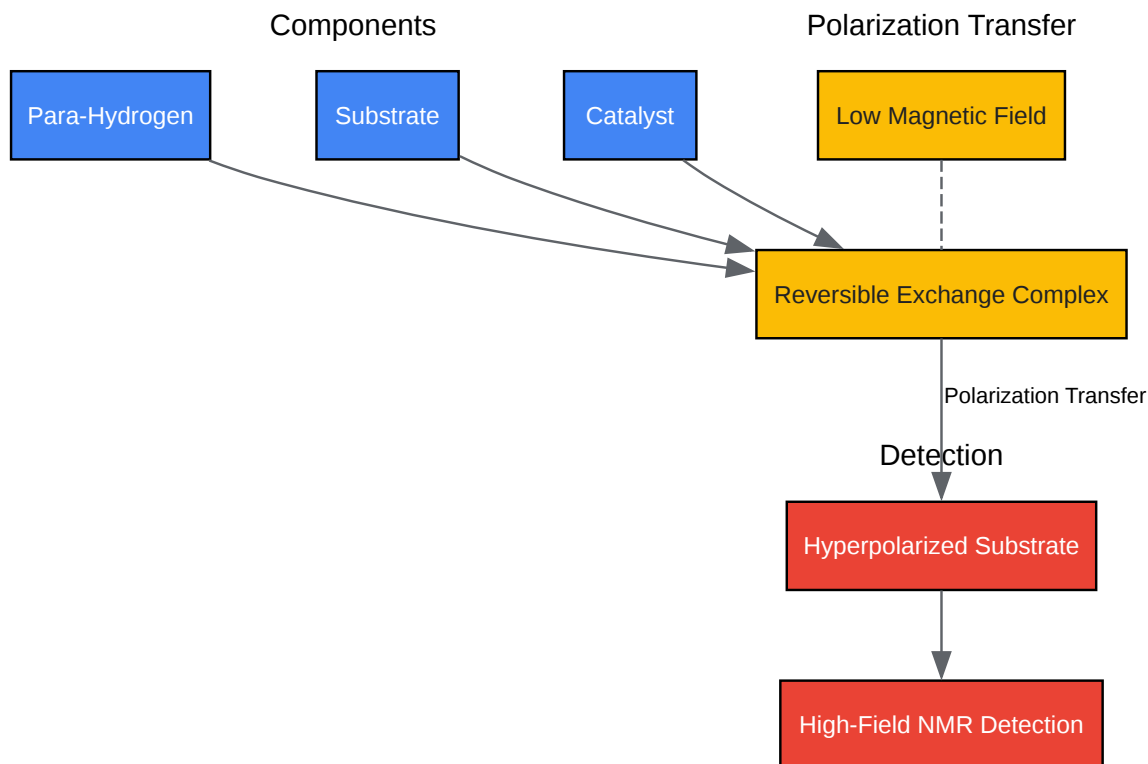 Components
Polarization Transfer
Para-Hydrogen
Substrate
Catalyst
Low Magnetic Field
Reversible Exchange Complex
Polarization Transfer
Detection
Hyperpolarized Substrate
High-Field NMR Detection